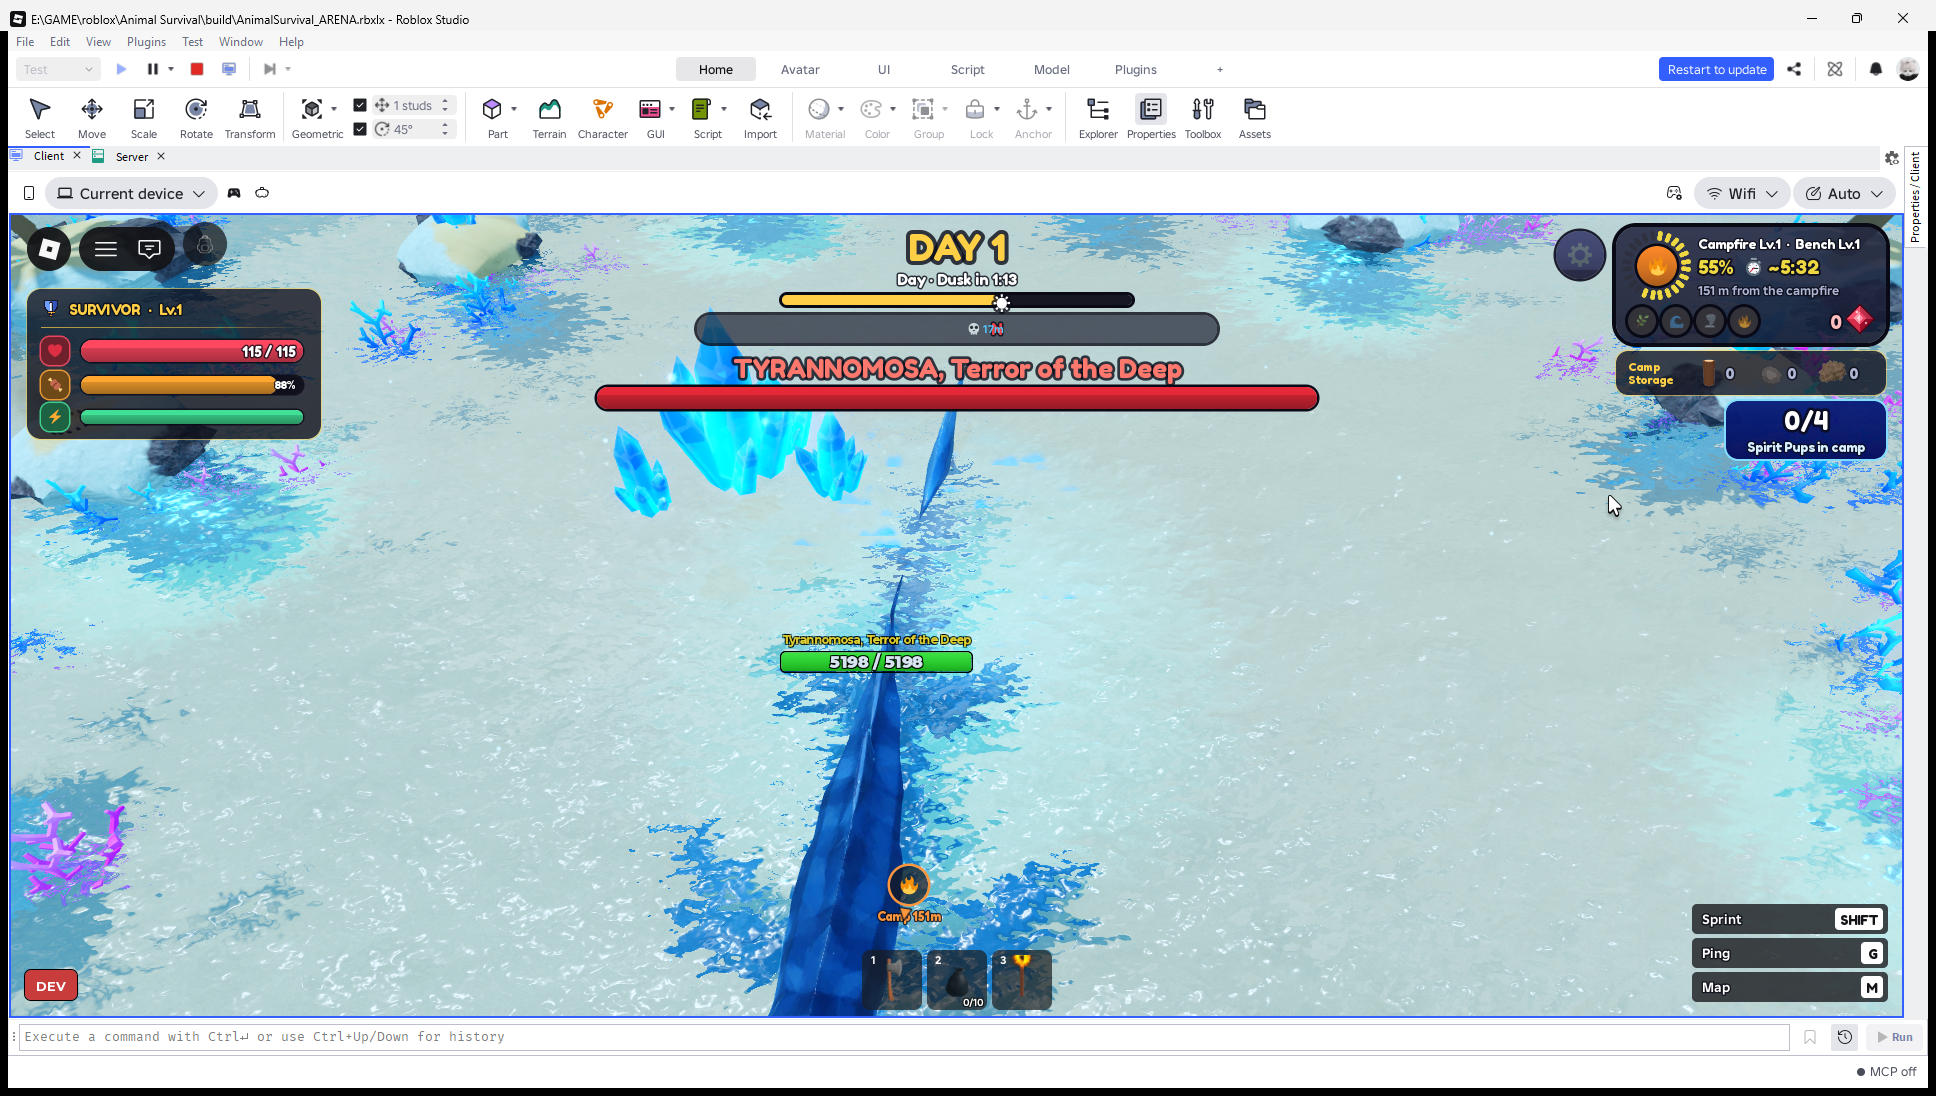 E:\GAME\roblox\Animal Survival\build\AnimalSurvival_ARENA.rbxlx - Roblox Studio
File Edit View Plugins Test Window Help
Test
Home Avatar UI Script Model Plugins +
Restart to update
1 studs
45°
Select Move Scale Rotate Transform Geometric Part Terrain Character GUI Script Import Material Color Group Lock Anchor Explorer Properties Toolbox Assets
Client Server
Properties / Client
Current device
Wifi Auto
DAY 1
Day · Dusk in 1:13
Campfire Lv.1 · Bench Lv.1
55% ~5:32
151 m from the campfire
0
SURVIVOR · Lv.1
115 / 115
88%
TYRANNOMOSA, Terror of the Deep
Camp Storage 0 0 0
0/4
Spirit Pups in camp
Tyrannomosa, Terror of the Deep
5198 / 5198
Camp 151m
1 2 3
0/10
Sprint SHIFT
Ping G
Map M
DEV
Execute a command with Ctrl↵ or use Ctrl+Up/Down for history
Run
MCP off